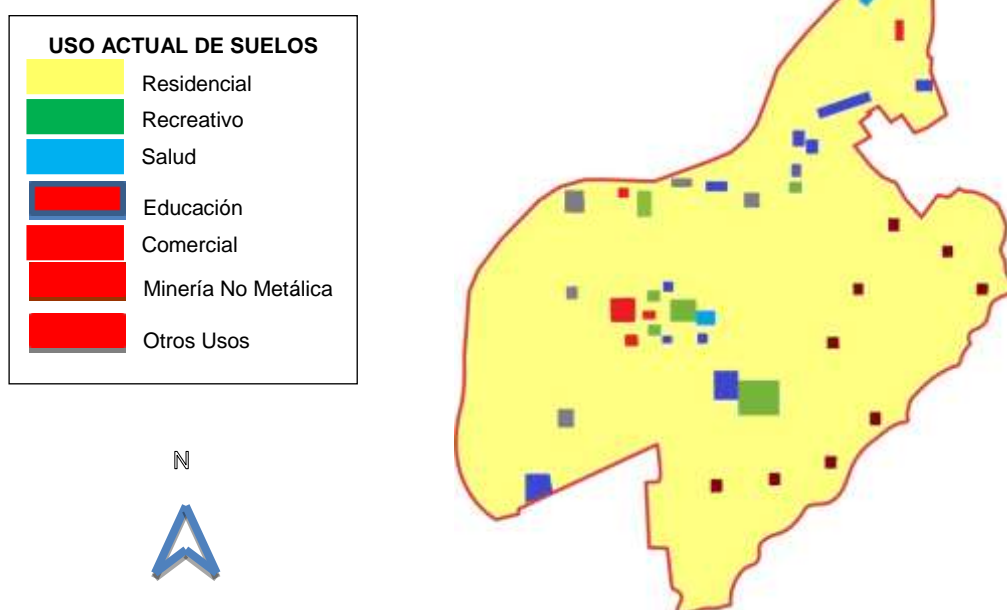 USO ACTUAL DE SUELOS
Residencial
Recreativo
Salud
Educación
Comercial
Minería No Metálica
Otros Usos
N